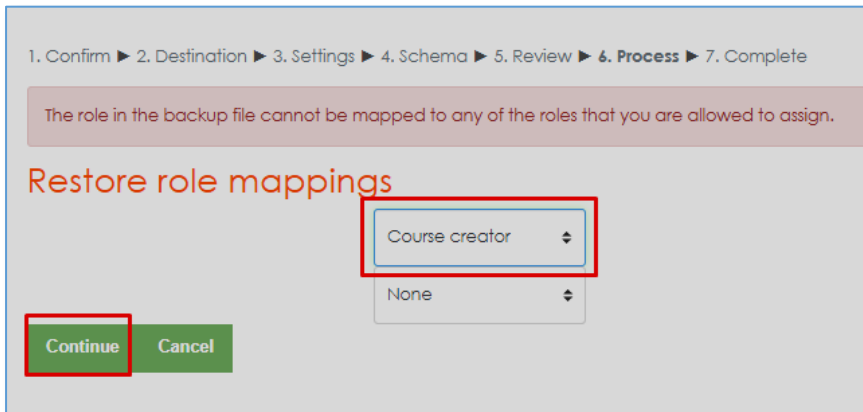 1. Confirm ► 2. Destination ► 3. Settings ► 4. Schema ► 5. Review ► 6. Process ► 7. Complete
The role in the backup file cannot be mapped to any of the roles that you are allowed to assign.
Restore role mappings
Course creator
None
Continue Cancel